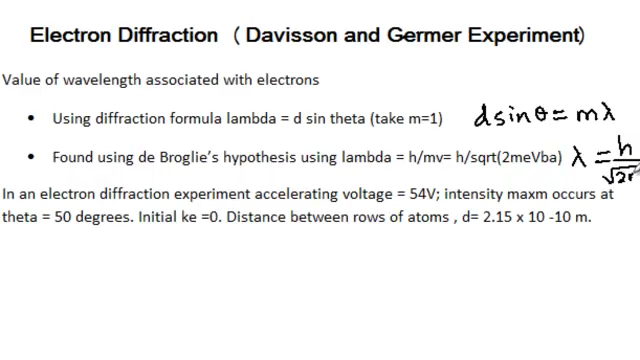 Electron Diffraction ( Davisson and Germer Experiment)
Value of wavelength associated with electrons
• Using diffraction formula lambda = d sin theta (take m=1) d sin θ = mλ
• Found using de Broglie's hypothesis using lambda = h/mv= h/sqrt(2meVba) λ = h/√2m
In an electron diffraction experiment accelerating voltage = 54V; intensity maxm occurs at
theta = 50 degrees. Initial ke =0. Distance between rows of atoms , d= 2.15 x 10 -10 m.